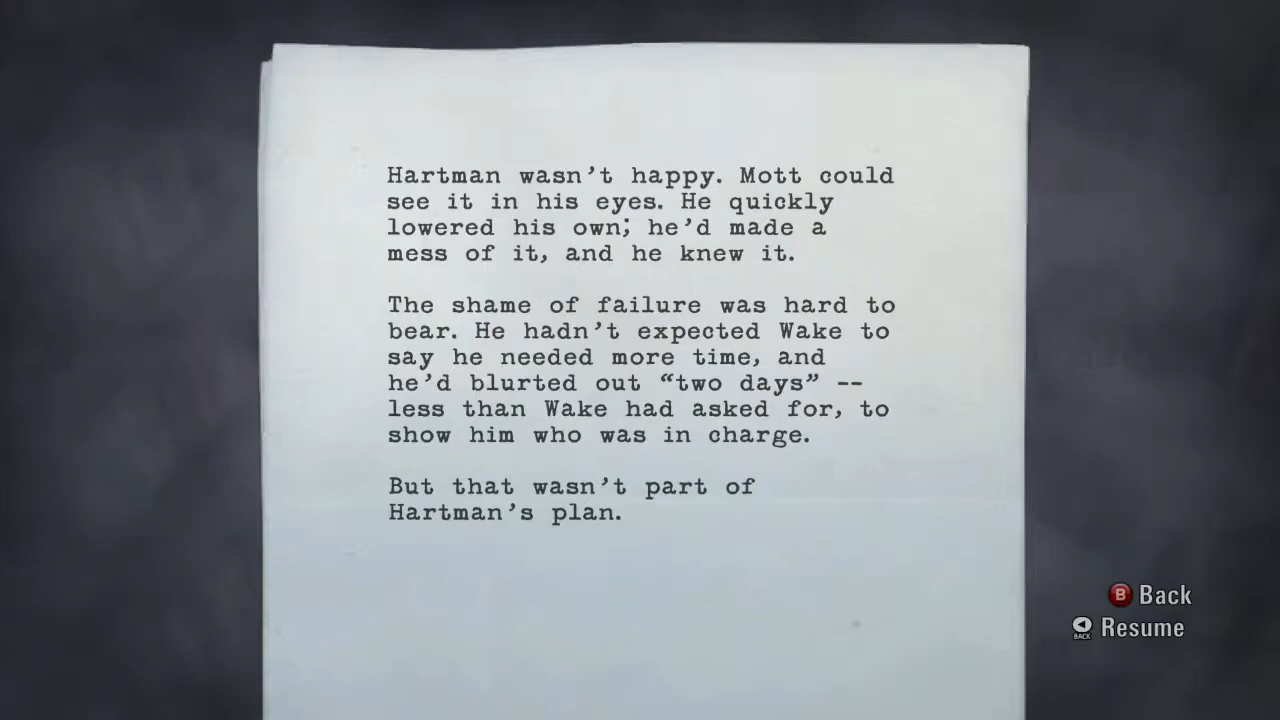 Hartman wasn’t happy. Mott could
see it in his eyes. He quickly
lowered his own; he’d made a
mess of it, and he knew it.
The shame of failure was hard to
bear. He hadn’t expected Wake to
say he needed more time, and
he’d blurted out “two days” --
less than Wake had asked for, to
show him who was in charge.
But that wasn’t part of
Hartman’s plan.
B Back
BACK Resume